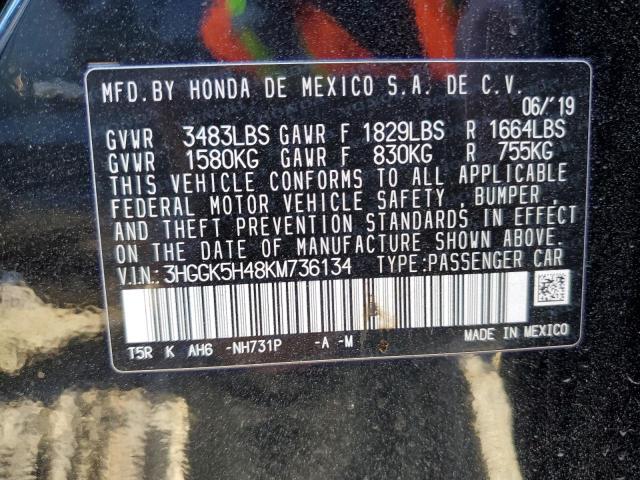 MFD.BY HONDA DE MEXICO S.A. DE C.V.
06/'19
GVWR 3483LBS GAWR F 1829LBS R 1664LBS
GVWR 1580KG GAWR F 830KG R 755KG
THIS VEHICLE CONFORMS TO ALL APPLICABLE
FEDERAL MOTOR VEHICLE SAFETY , BUMPER ,
AND THEFT PREVENTION STANDARDS IN EFFECT
ON THE DATE OF MANUFACTURE SHOWN ABOVE.
V.I.N.:3HGGK5H48KM736134 TYPE:PASSENGER CAR
T5R K AH6 -NH731P -A -M MADE IN MEXICO